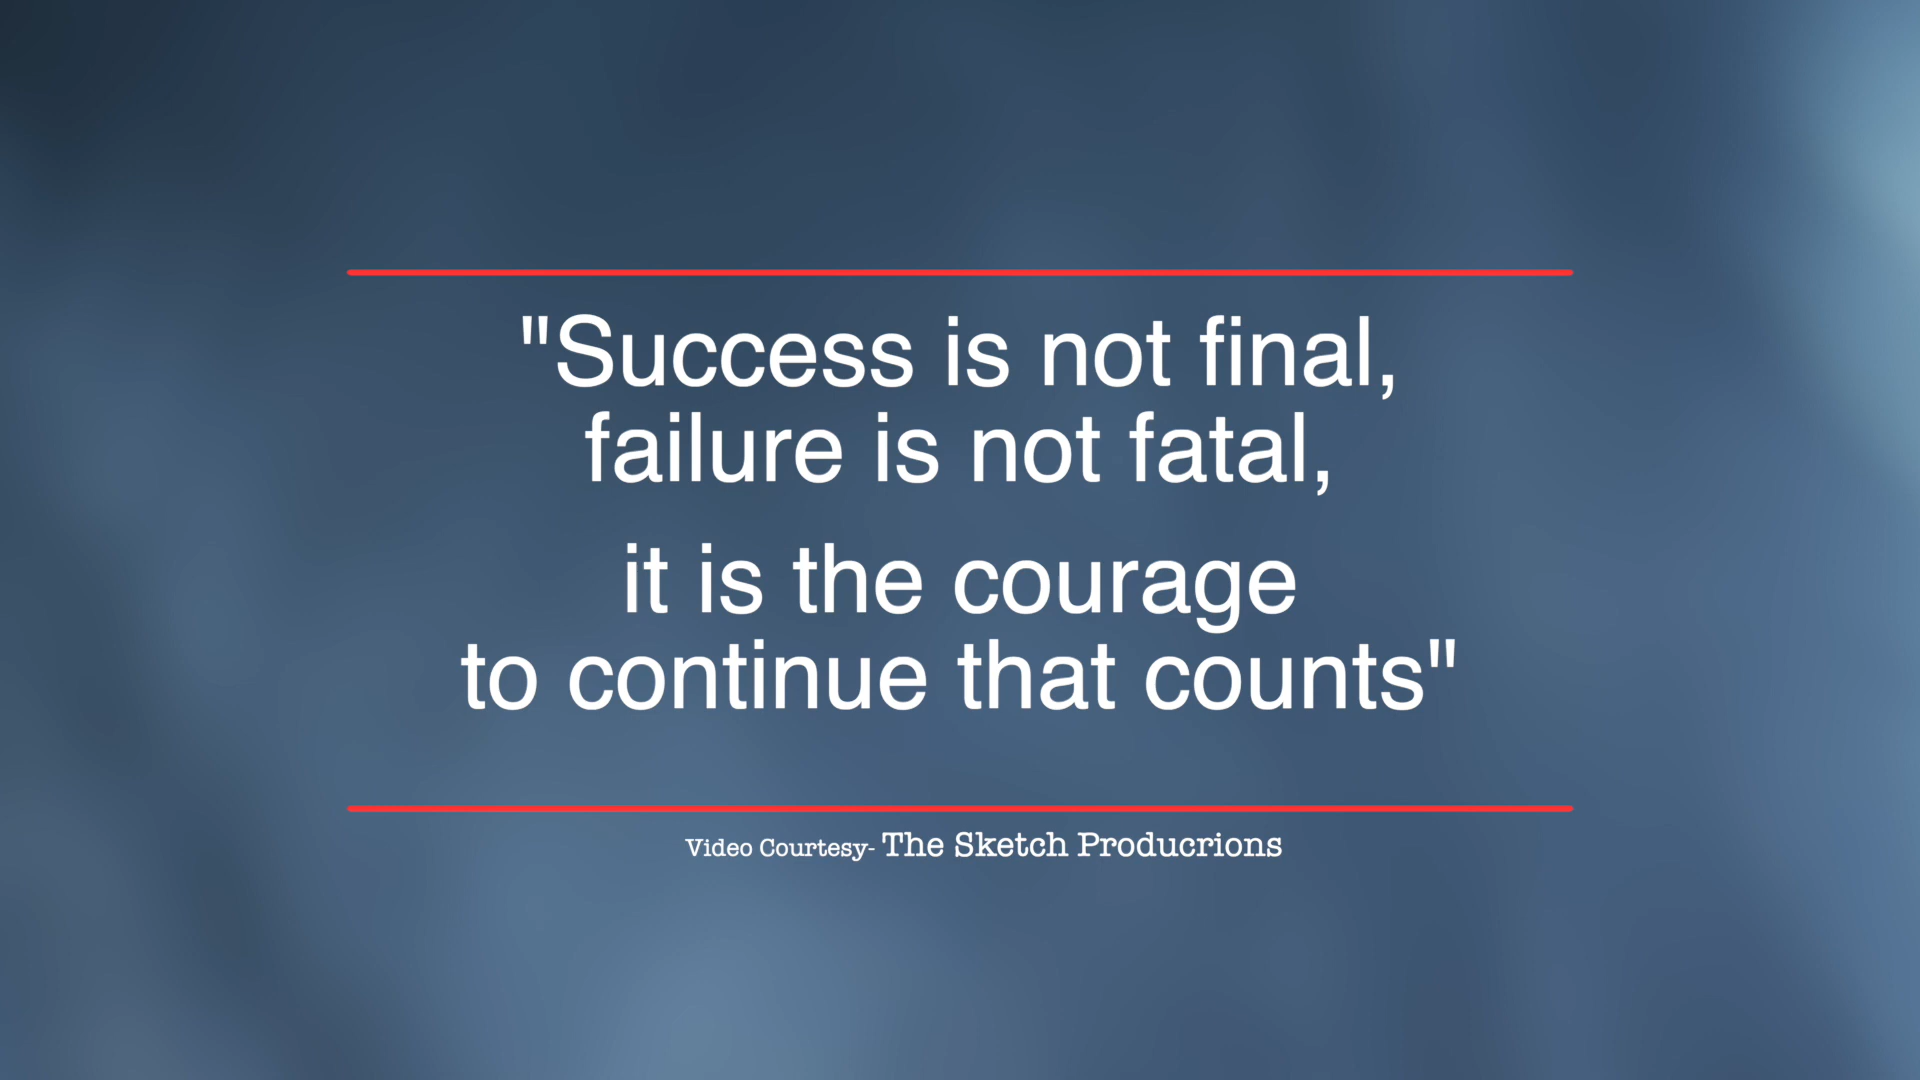 "Success is not final,
failure is not fatal,
it is the courage
to continue that counts"
Video Courtesy- The Sketch Producrions